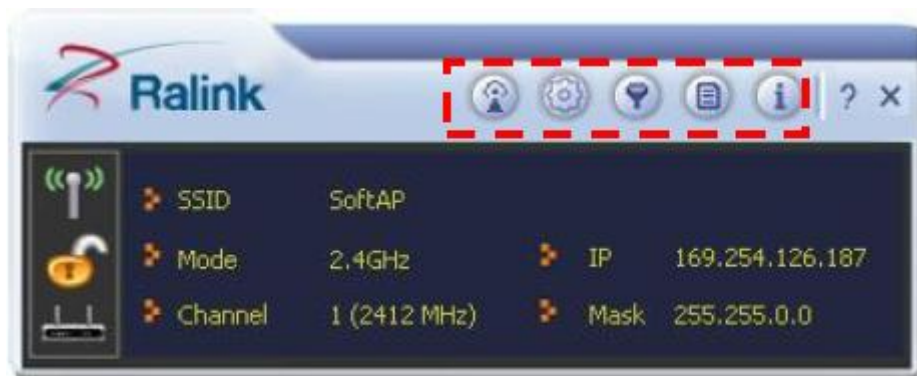 Ralink
? ×
SSID SoftAP
Mode 2.4GHz IP 169.254.126.187
Channel 1 (2412 MHz) Mask 255.255.0.0